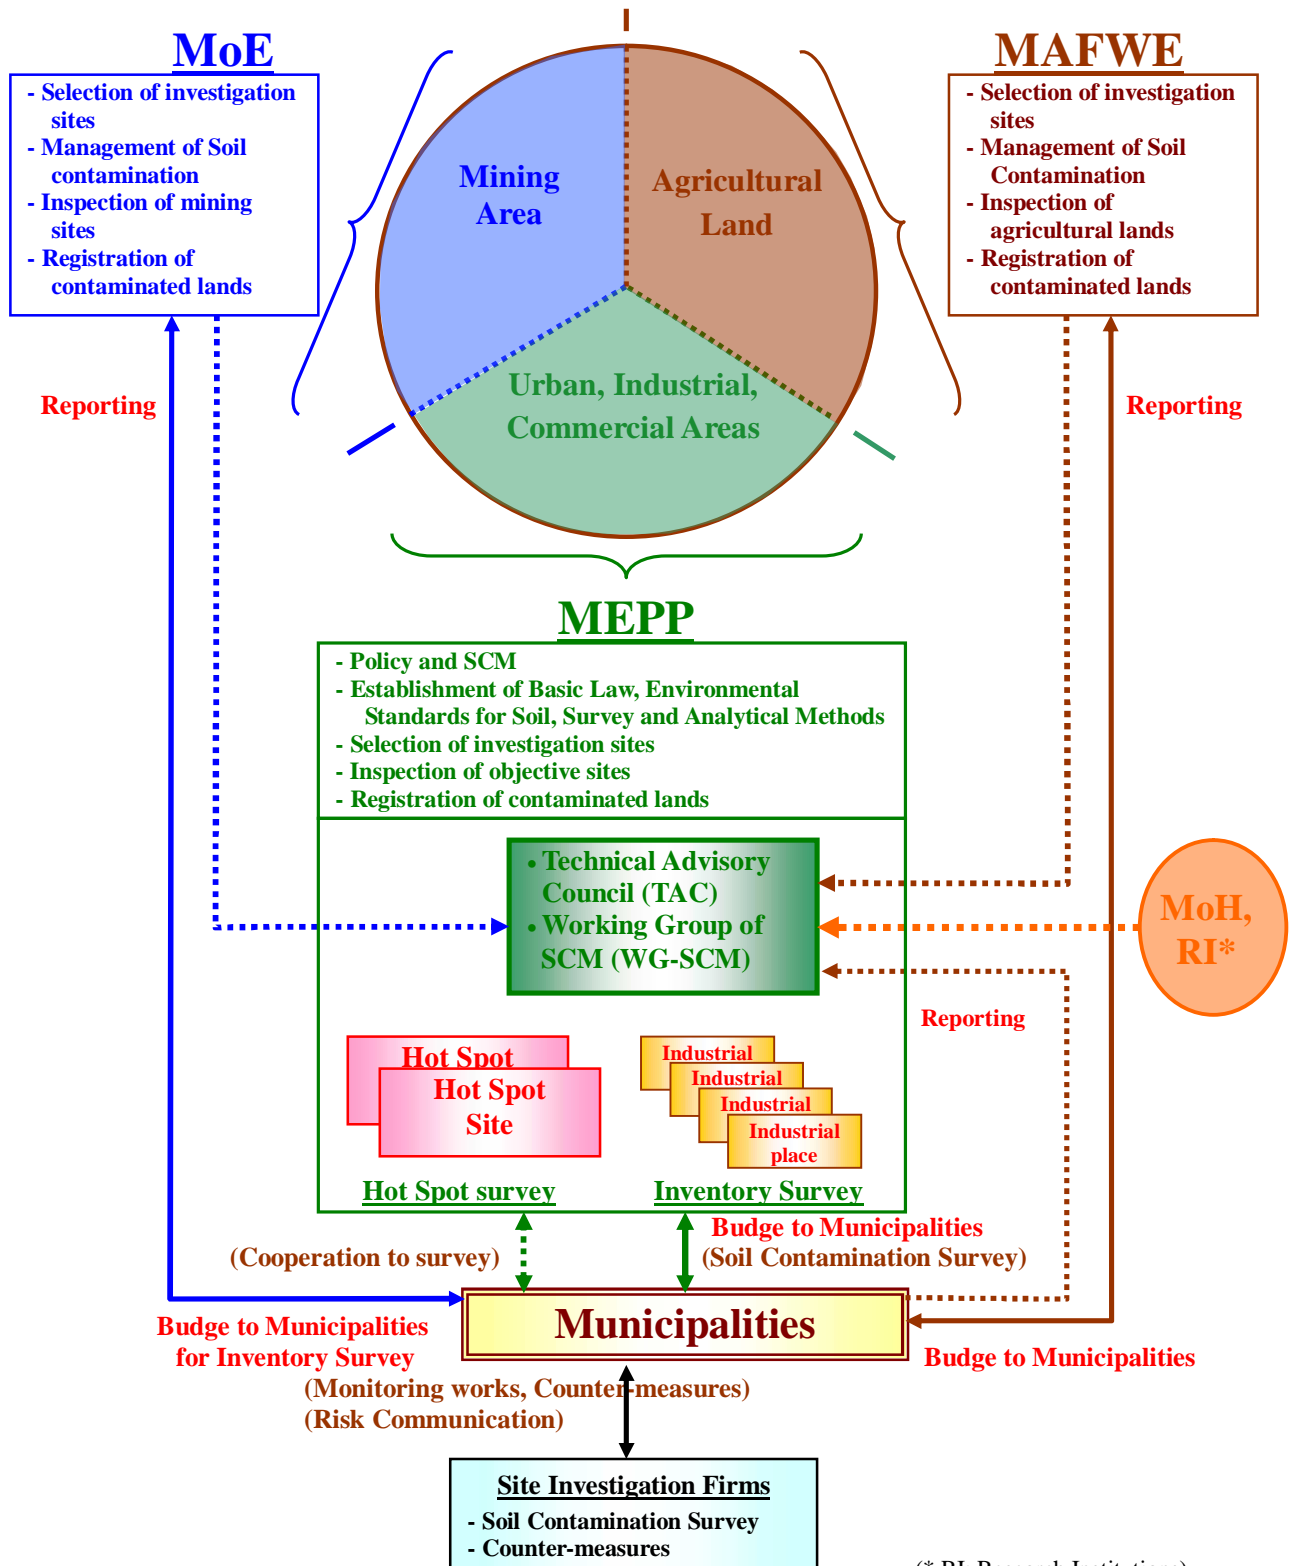 MoE
- Selection of investigation
sites
- Management of Soil
contamination
- Inspection of mining
sites
- Registration of
contaminated lands
MAFWE
- Selection of investigation
sites
- Management of Soil
Contamination
- Inspection of
agricultural lands
- Registration of
contaminated lands
Mining
Area
Agricultural
Land
Urban, Industrial,
Commercial Areas
Reporting
Reporting
MEPP
- Policy and SCM
- Establishment of Basic Law, Environmental
Standards for Soil, Survey and Analytical Methods
- Selection of investigation sites
- Inspection of objective sites
- Registration of contaminated lands
• Technical Advisory
Council (TAC)
• Working Group of
SCM (WG-SCM)
MoH,
RI*
Reporting
Hot Spot
Hot Spot
Site
Industrial
Industrial
Industrial
Industrial
place
Hot Spot survey
Inventory Survey
Budge to Municipalities
(Cooperation to survey)
(Soil Contamination Survey)
Municipalities
Budge to Municipalities
for Inventory Survey
Budge to Municipalities
(Monitoring works, Counter-measures)
(Risk Communication)
Site Investigation Firms
- Soil Contamination Survey
- Counter-measures
(* RI: Research Institutions)